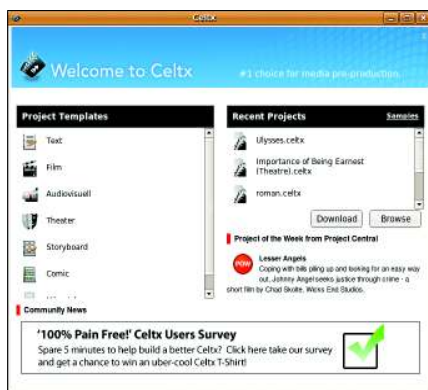 Celtx
Welcome to Celtx
#1 choice for media pre-production.
Project Templates
Text
Film
Audiovisuell
Theater
Storyboard
Comic
Recent Projects
Samples
Ulysses.celtx
Importance of Being Earnest
(Theatre).celtx
roman.celtx
Download
Browse
Project of the Week from Project Central
POW
Lesser Angels
Coping with bills piling up and looking for an easy way
out, Johnny Angel seeks justice through crime - a
short film by Chad Skolte, Wicks End Studios.
Community News
'100% Pain Free!' Celtx Users Survey
Spare 5 minutes to help build a better Celtx? Click here take our survey
and get a chance to win an uber-cool Celtx T-Shirt!